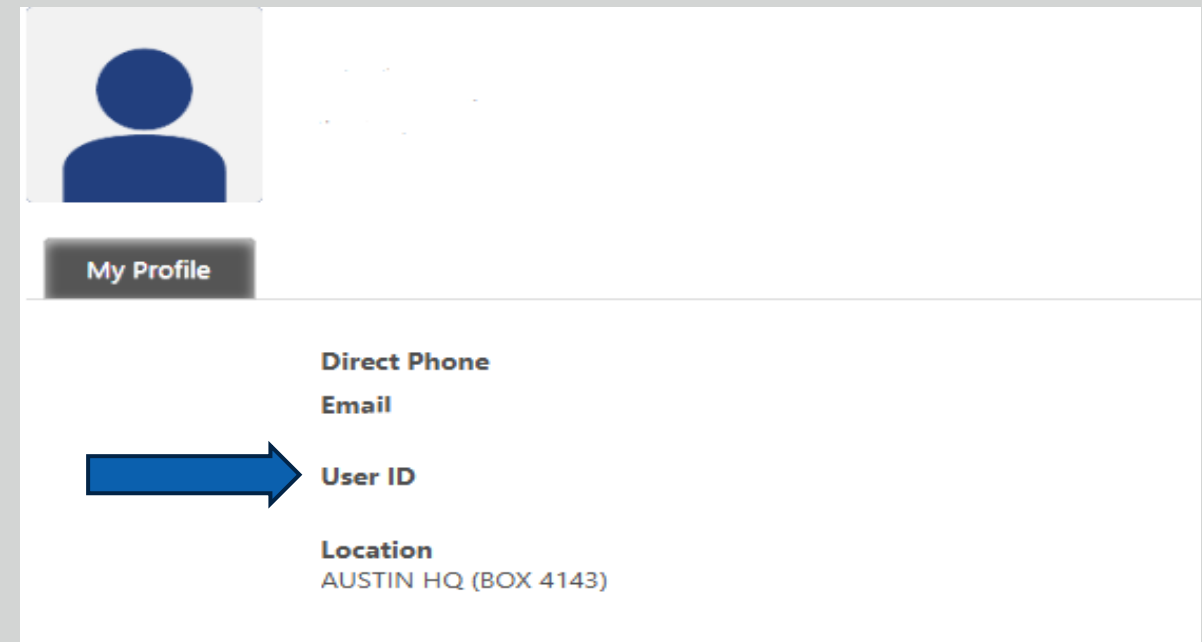 My Profile
Direct Phone
Email
User ID
Location
AUSTIN HQ (BOX 4143)